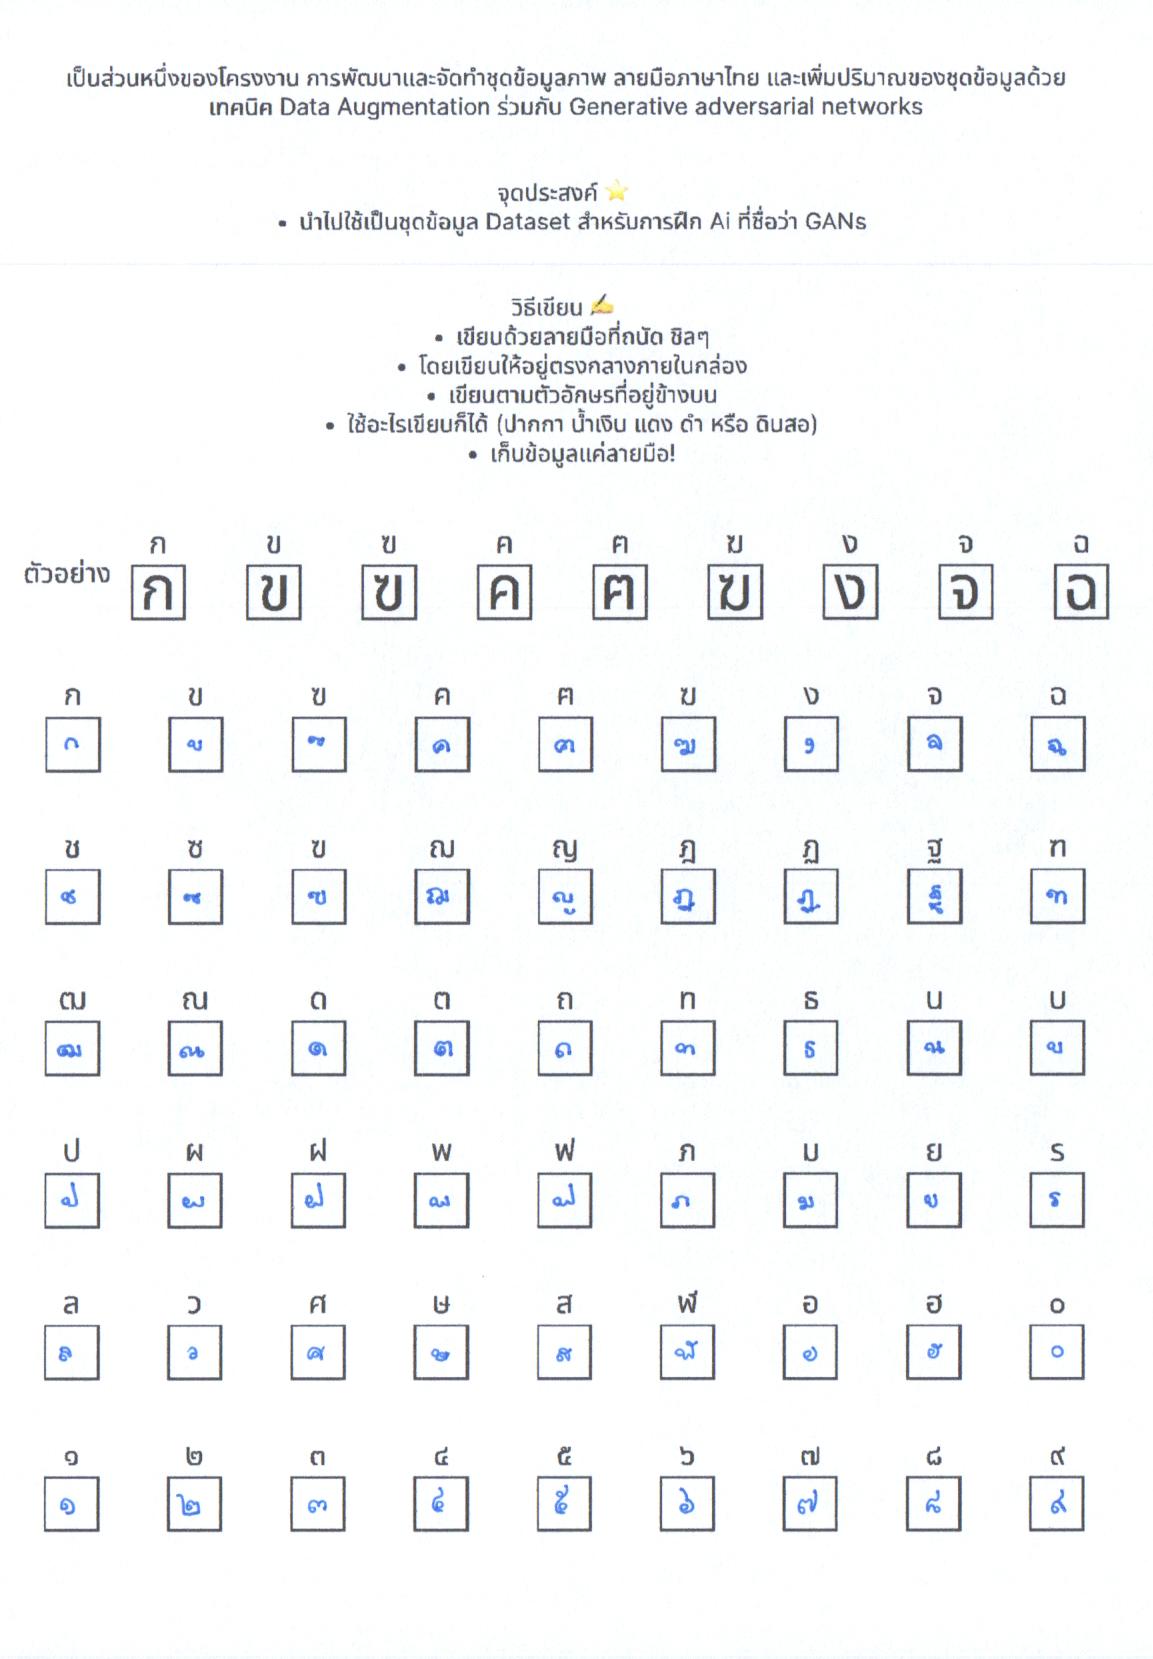 เป็นส่วนหนึ่งของโครงงาน การพัฒนาและจัดทำชุดข้อมูลภาพ ลายมือภาษาไทย และเพิ่มปริมาณของชุดข้อมูลด้วย
เทคนิค Data Augmentation ร่วมกับ Generative adversarial networks
จุดประสงค์ ⭐
• นำไปใช้เป็นชุดข้อมูล Dataset สำหรับการฝึก Ai ที่ชื่อว่า GANs
วิธีเขียน ✍
• เขียนด้วยลายมือที่ถนัด ชิลๆ
• โดยเขียนให้อยู่ตรงกลางภายในกล่อง
• เขียนตามตัวอักษรที่อยู่ข้างบน
• ใช้อะไรเขียนก็ได้ (ปากกา น้ำเงิน แดง ดำ หรือ ดินสอ)
• เก็บข้อมูลแค่ลายมือ!
ก ข ฃ ค ฅ ฆ ง จ ฉ
ตัวอย่าง ก ข ฃ ค ฅ ฆ ง จ ฉ
ก ข ฃ ค ฅ ฆ ง จ ฉ
ก ข ฃ ค ฅ ฆ ง จ ฉ
ช ซ ฃ ฌ ญ ฎ ฏ ฐ ฑ
ช ซ ฃ ฌ ญ ฎ ฏ ฐ ฑ
ฒ ณ ด ต ถ ท ธ น บ
ฒ ณ ด ต ถ ท ธ น บ
ป ผ ฝ พ ฟ ภ ม ย ร
ป ผ ฝ พ ฟ ภ ม ย ร
ล ว ศ ษ ส ฬ อ ฮ ๐
ล ว ศ ษ ส ฬ อ ฮ ๐
๑ ๒ ๓ ๔ ๕ ๖ ๗ ๘ ๙
๑ ๒ ๓ ๔ ๕ ๖ ๗ ๘ ๙